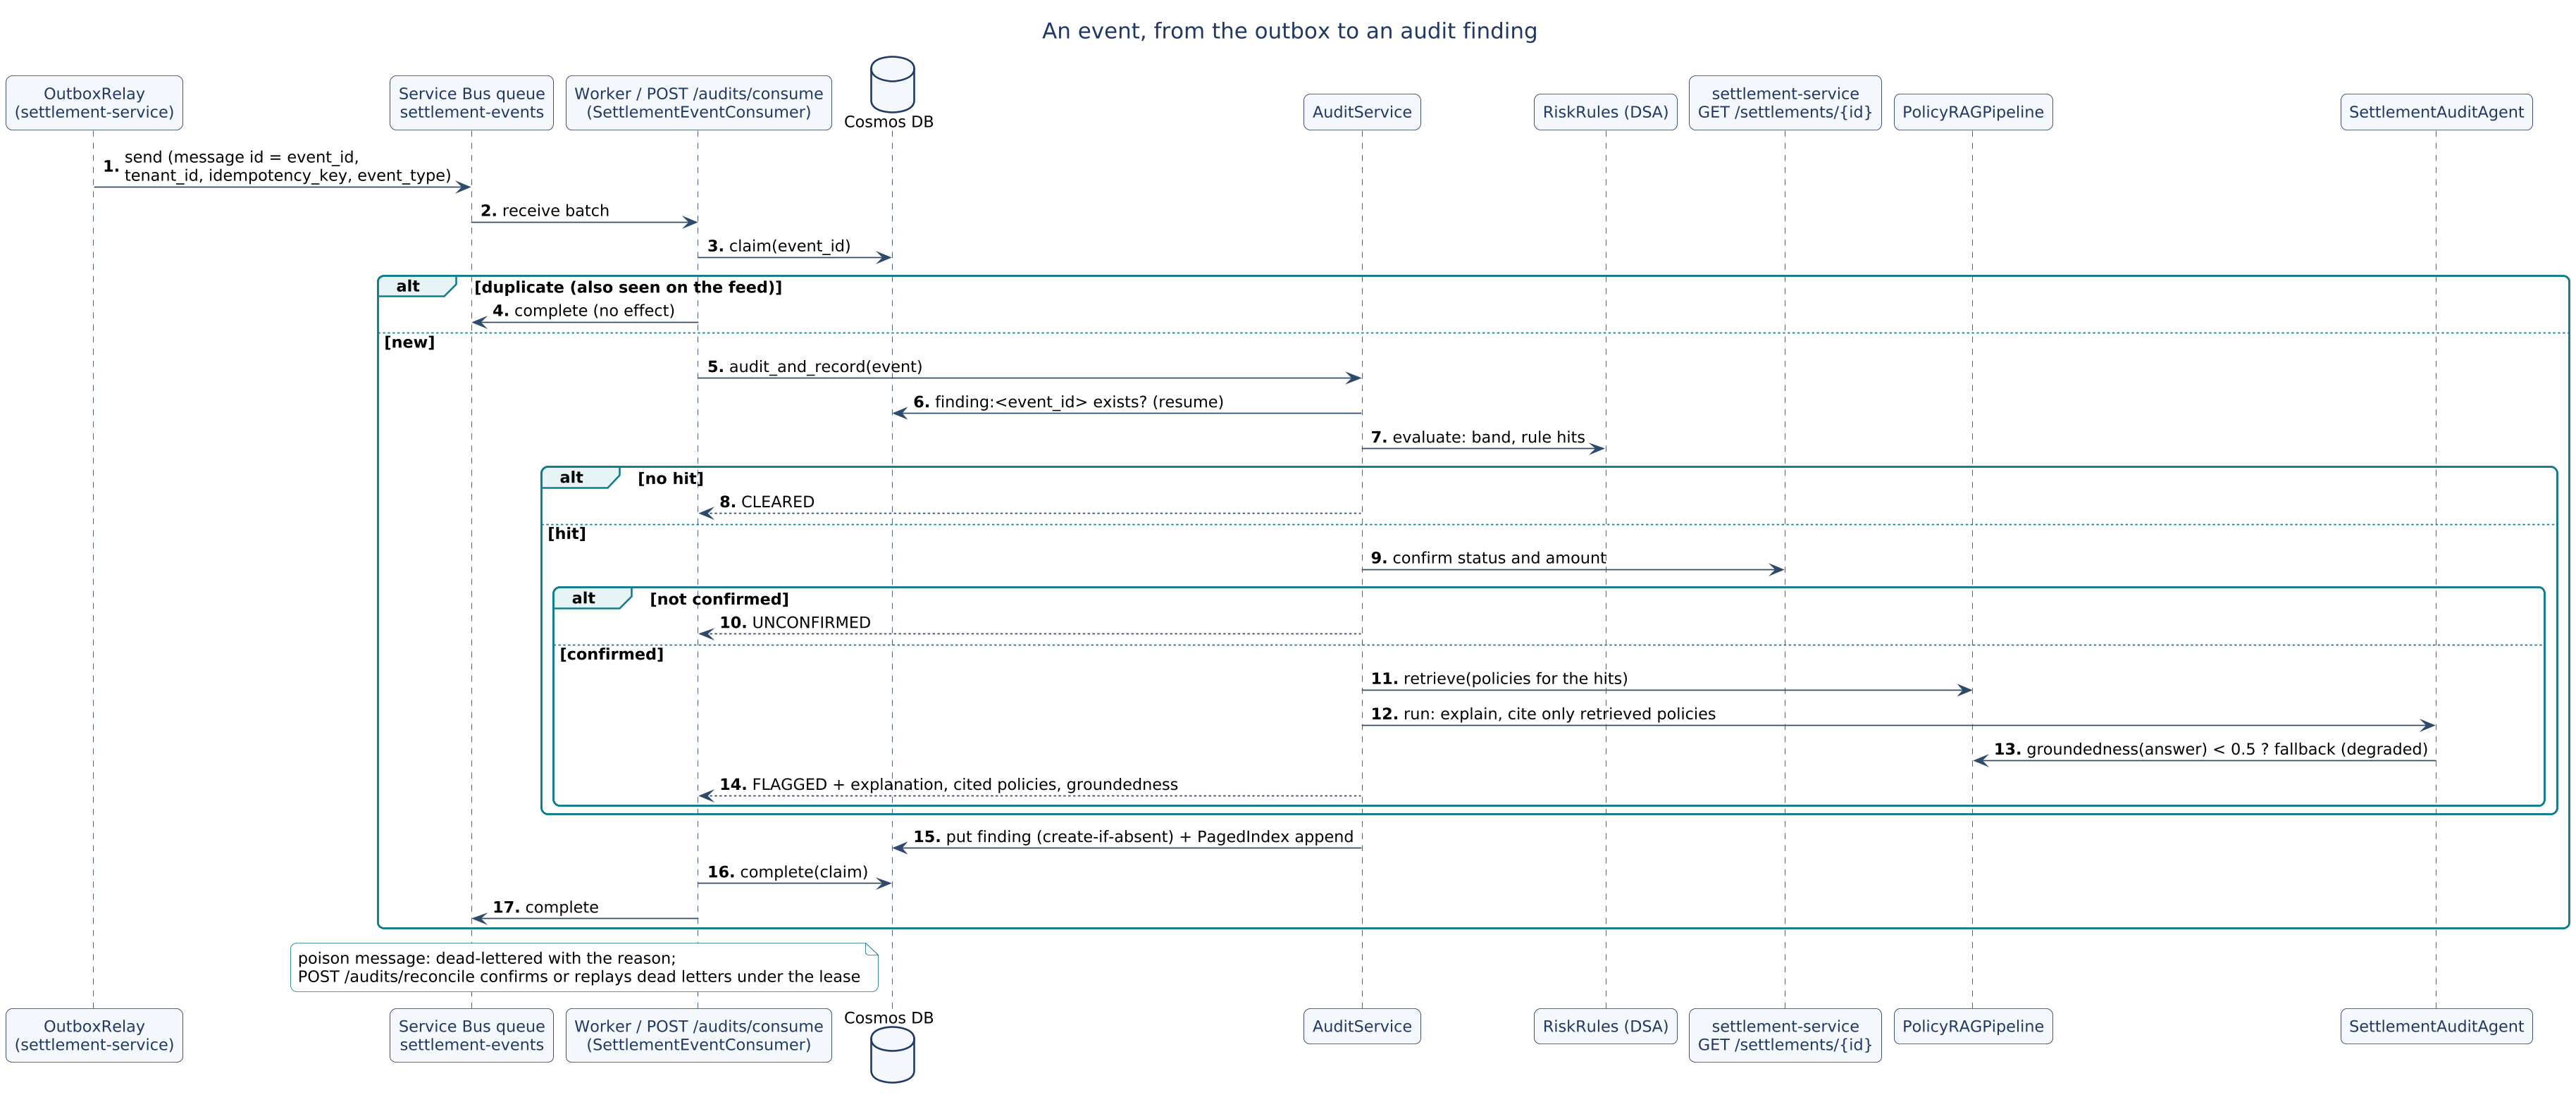 An event, from the outbox to an audit finding
OutboxRelay
(settlement-service)
Service Bus queue
settlement-events
Worker / POST /audits/consume
(SettlementEventConsumer)
Cosmos DB
AuditService
RiskRules (DSA)
settlement-service
GET /settlements/{id}
PolicyRAGPipeline
SettlementAuditAgent
1. send (message id = event_id,
tenant_id, idempotency_key, event_type)
2. receive batch
3. claim(event_id)
alt [duplicate (also seen on the feed)]
4. complete (no effect)
[new]
5. audit_and_record(event)
6. finding:<event_id> exists? (resume)
7. evaluate: band, rule hits
alt [no hit]
8. CLEARED
[hit]
9. confirm status and amount
alt [not confirmed]
10. UNCONFIRMED
[confirmed]
11. retrieve(policies for the hits)
12. run: explain, cite only retrieved policies
13. groundedness(answer) < 0.5 ? fallback (degraded)
14. FLAGGED + explanation, cited policies, groundedness
15. put finding (create-if-absent) + PagedIndex append
16. complete(claim)
17. complete
poison message: dead-lettered with the reason;
POST /audits/reconcile confirms or replays dead letters under the lease
OutboxRelay
(settlement-service)
Service Bus queue
settlement-events
Worker / POST /audits/consume
(SettlementEventConsumer)
Cosmos DB
AuditService
RiskRules (DSA)
settlement-service
GET /settlements/{id}
PolicyRAGPipeline
SettlementAuditAgent